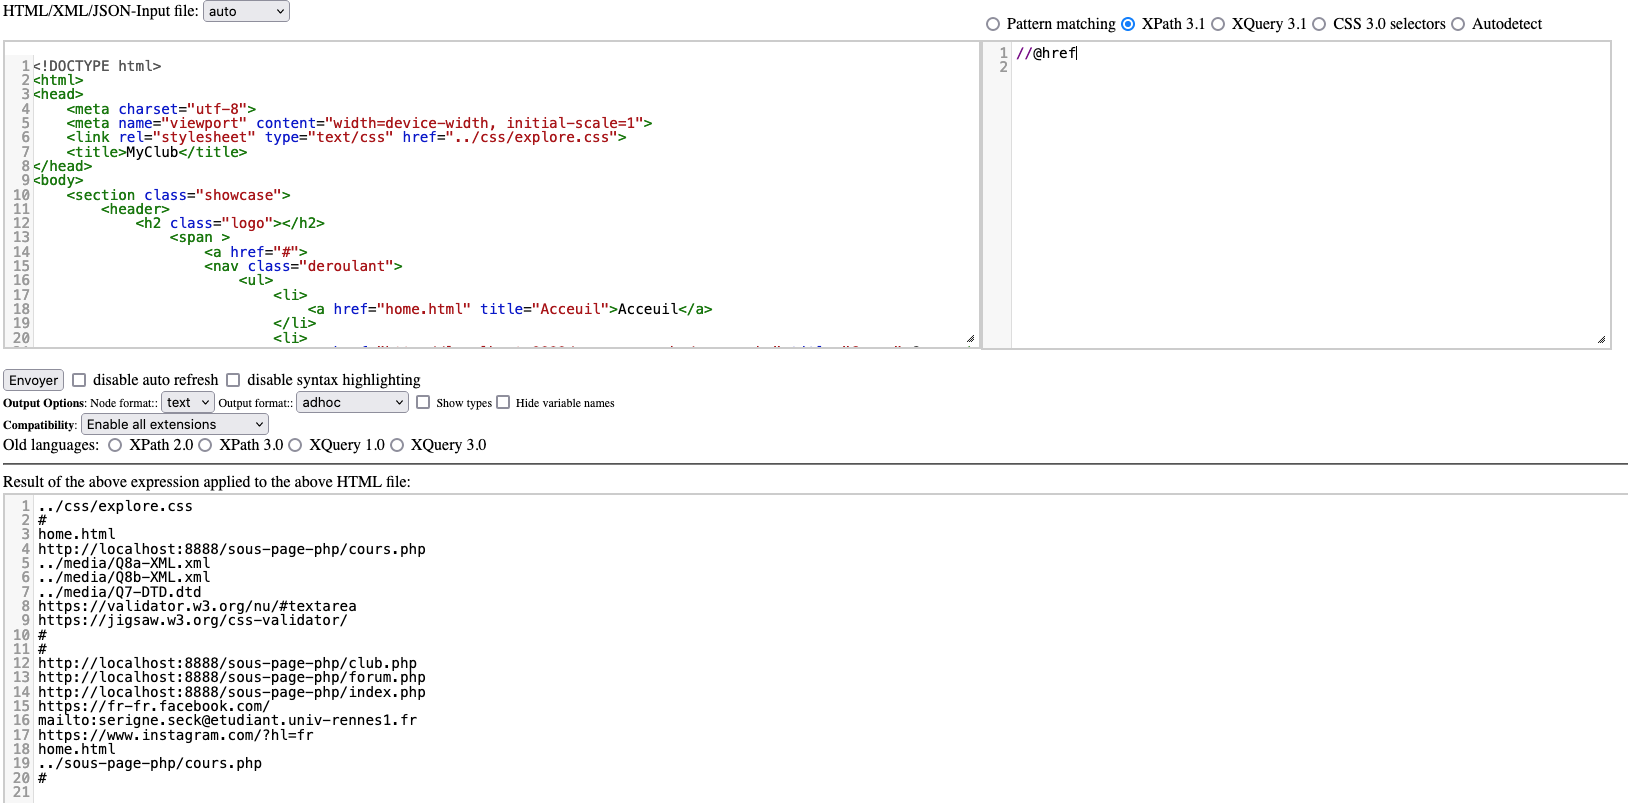 HTML/XML/JSON-Input file: auto
Pattern matching XPath 3.1 XQuery 3.1 CSS 3.0 selectors Autodetect
1 <!DOCTYPE html>
2 <html>
3 <head>
4 <meta charset="utf-8">
5 <meta name="viewport" content="width=device-width, initial-scale=1">
6 <link rel="stylesheet" type="text/css" href="../css/explore.css">
7 <title>MyClub</title>
8 </head>
9 <body>
10 <section class="showcase">
11 <header>
12 <h2 class="logo"></h2>
13 <span >
14 <a href="#">
15 <nav class="deroulant">
16 <ul>
17 <li>
18 <a href="home.html" title="Acceuil">Acceuil</a>
19 </li>
20 <li>
1 //@href
2
Envoyer disable auto refresh disable syntax highlighting
Output Options: Node format:: text Output format:: adhoc Show types Hide variable names
Compatibility: Enable all extensions
Old languages: XPath 2.0 XPath 3.0 XQuery 1.0 XQuery 3.0
Result of the above expression applied to the above HTML file:
1 ../css/explore.css
2 #
3 home.html
4 http://localhost:8888/sous-page-php/cours.php
5 ../media/Q8a-XML.xml
6 ../media/Q8b-XML.xml
7 ../media/Q7-DTD.dtd
8 https://validator.w3.org/nu/#textarea
9 https://jigsaw.w3.org/css-validator/
10 #
11 #
12 http://localhost:8888/sous-page-php/club.php
13 http://localhost:8888/sous-page-php/forum.php
14 http://localhost:8888/sous-page-php/index.php
15 https://fr-fr.facebook.com/
16 mailto:serigne.seck@etudiant.univ-rennes1.fr
17 https://www.instagram.com/?hl=fr
18 home.html
19 ../sous-page-php/cours.php
20 #
21